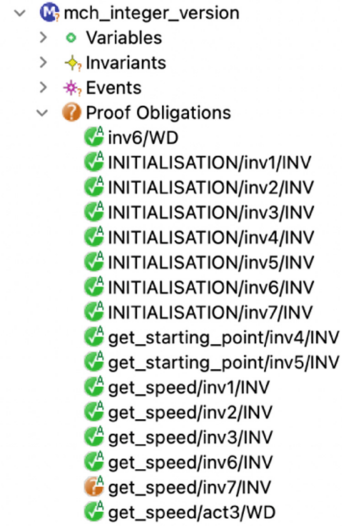 mch_integer_version
Variables
Invariants
Events
Proof Obligations
inv6/WD
INITIALISATION/inv1/INV
INITIALISATION/inv2/INV
INITIALISATION/inv3/INV
INITIALISATION/inv4/INV
INITIALISATION/inv5/INV
INITIALISATION/inv6/INV
INITIALISATION/inv7/INV
get_starting_point/inv4/INV
get_starting_point/inv5/INV
get_speed/inv1/INV
get_speed/inv2/INV
get_speed/inv3/INV
get_speed/inv6/INV
get_speed/inv7/INV
get_speed/act3/WD